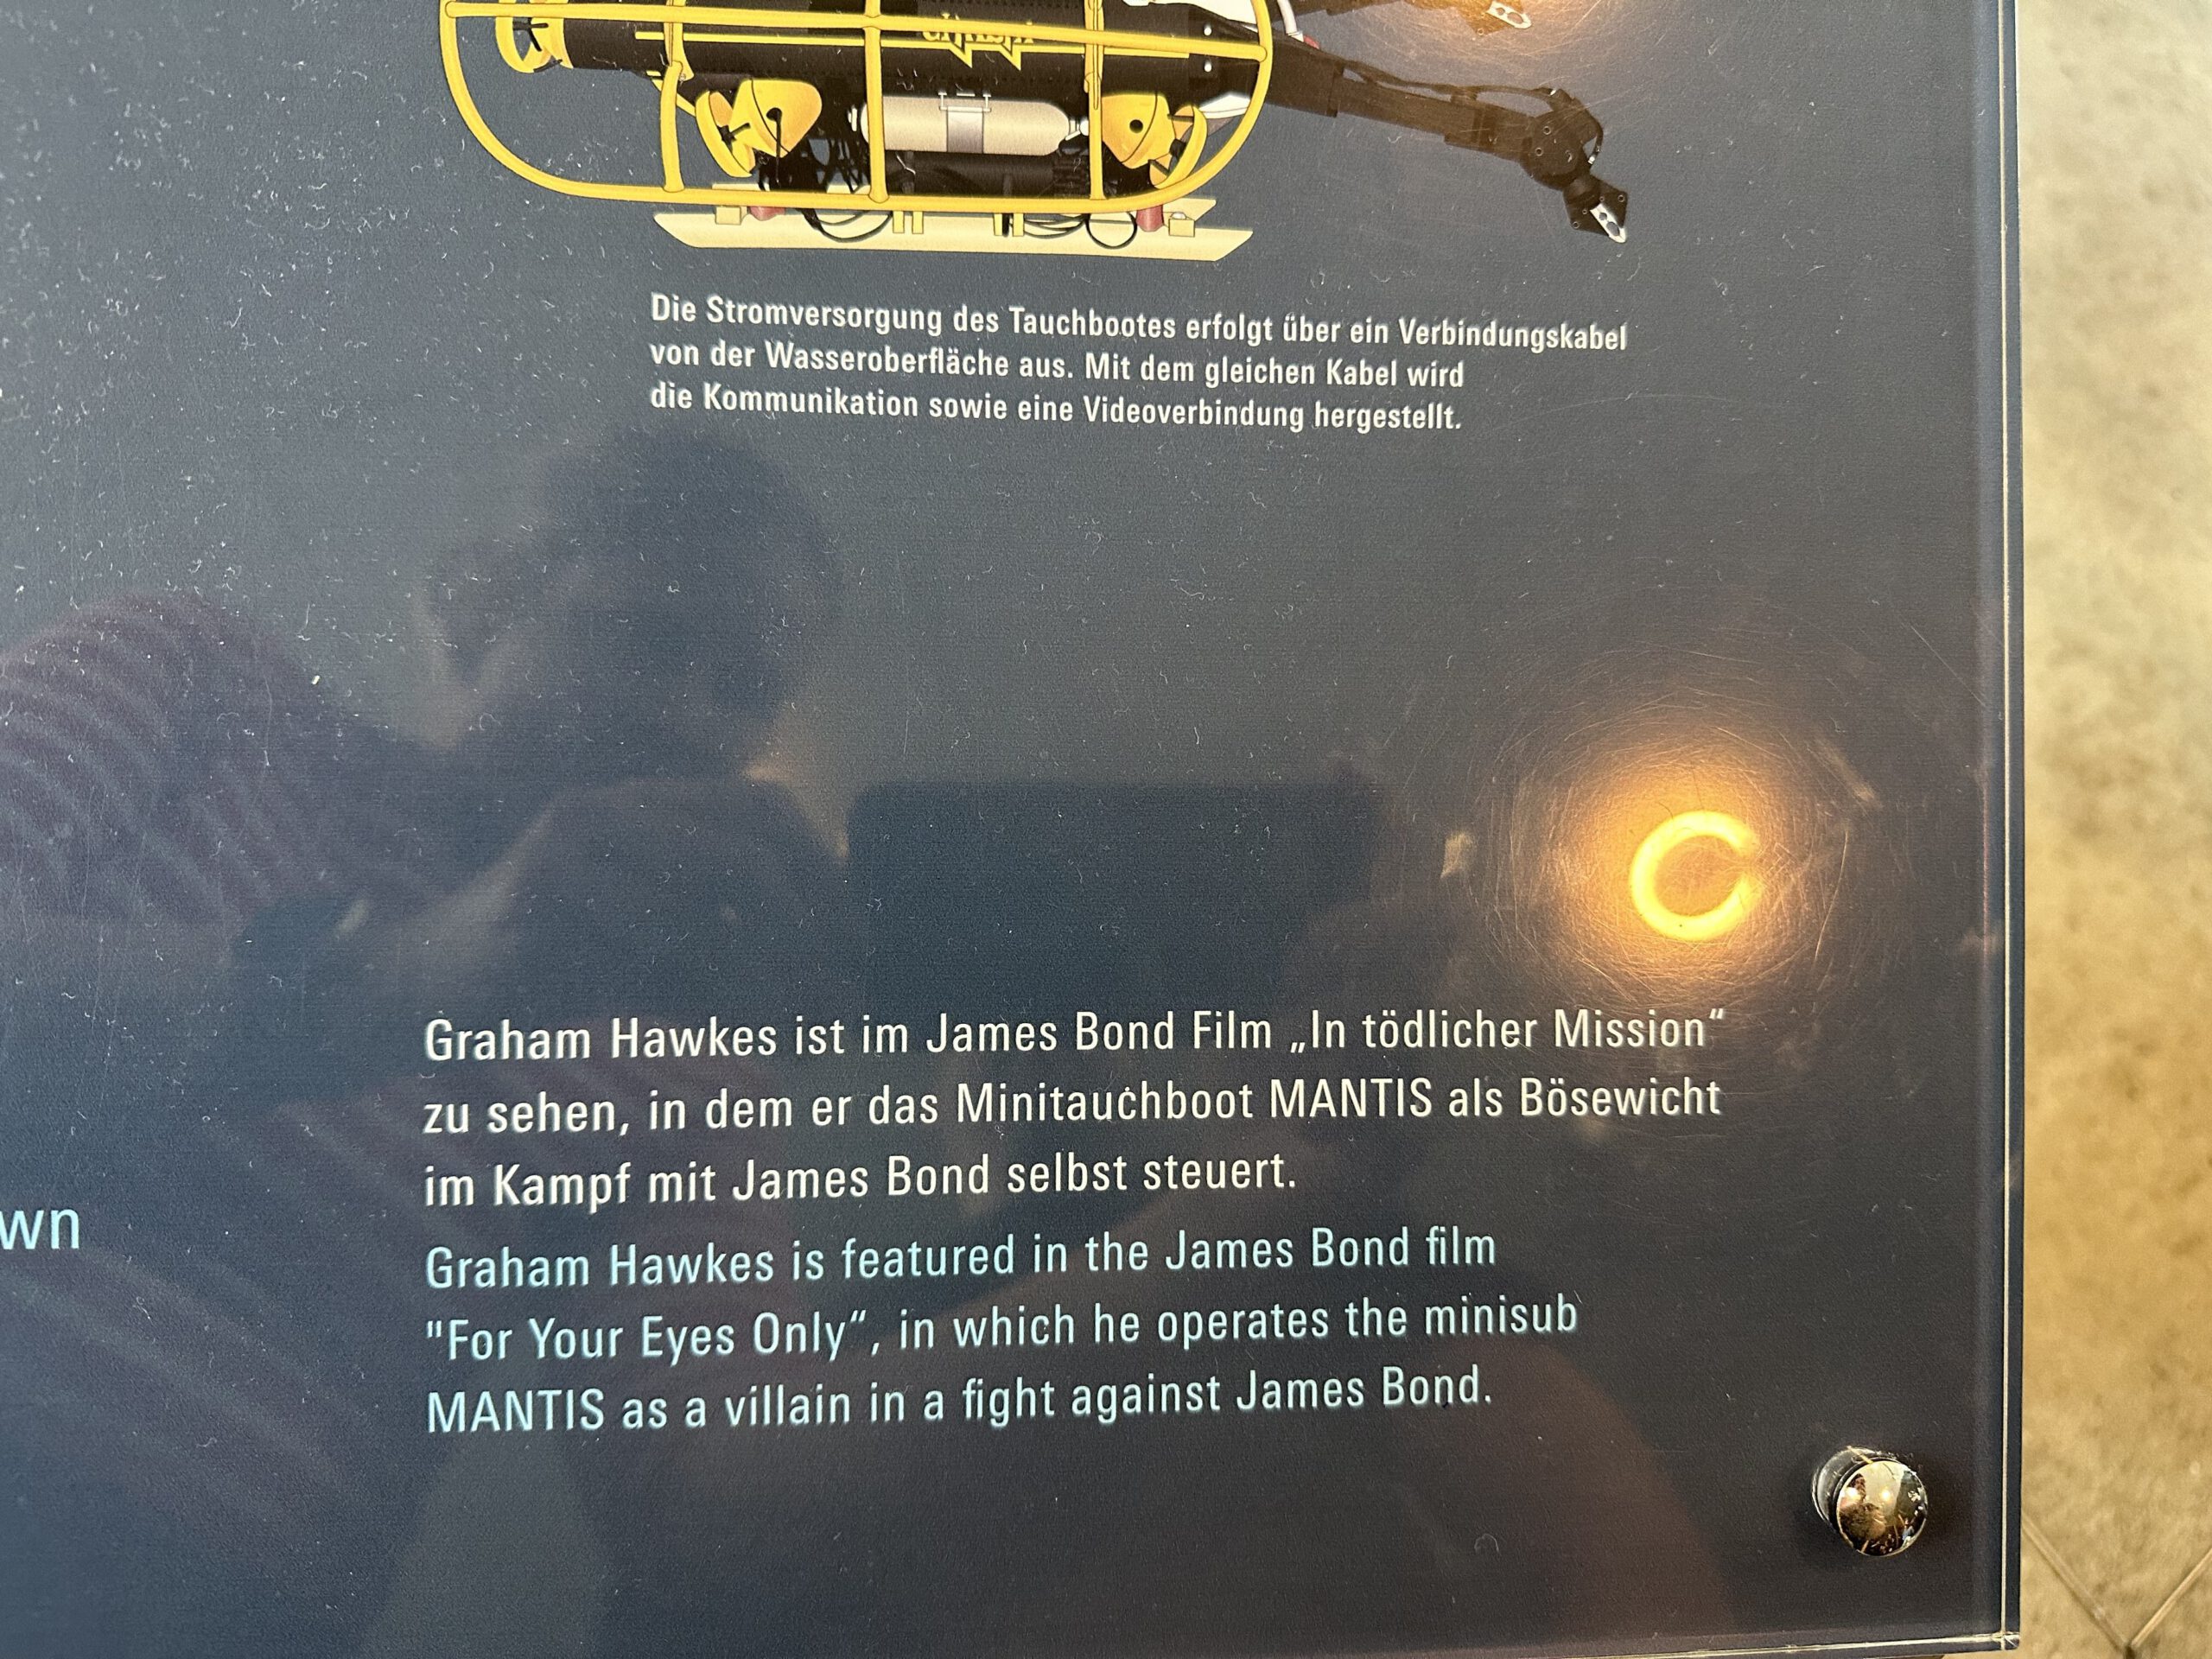 Die Stromversorgung des Tauchbootes erfolgt über ein Verbindungskabel
von der Wasseroberfläche aus. Mit dem gleichen Kabel wird
die Kommunikation sowie eine Videoverbindung hergestellt.
Graham Hawkes ist im James Bond Film „In tödlicher Mission“
zu sehen, in dem er das Minitauchboot MANTIS als Bösewicht
im Kampf mit James Bond selbst steuert.
wn
Graham Hawkes is featured in the James Bond film
"For Your Eyes Only“, in which he operates the minisub
MANTIS as a villain in a fight against James Bond.